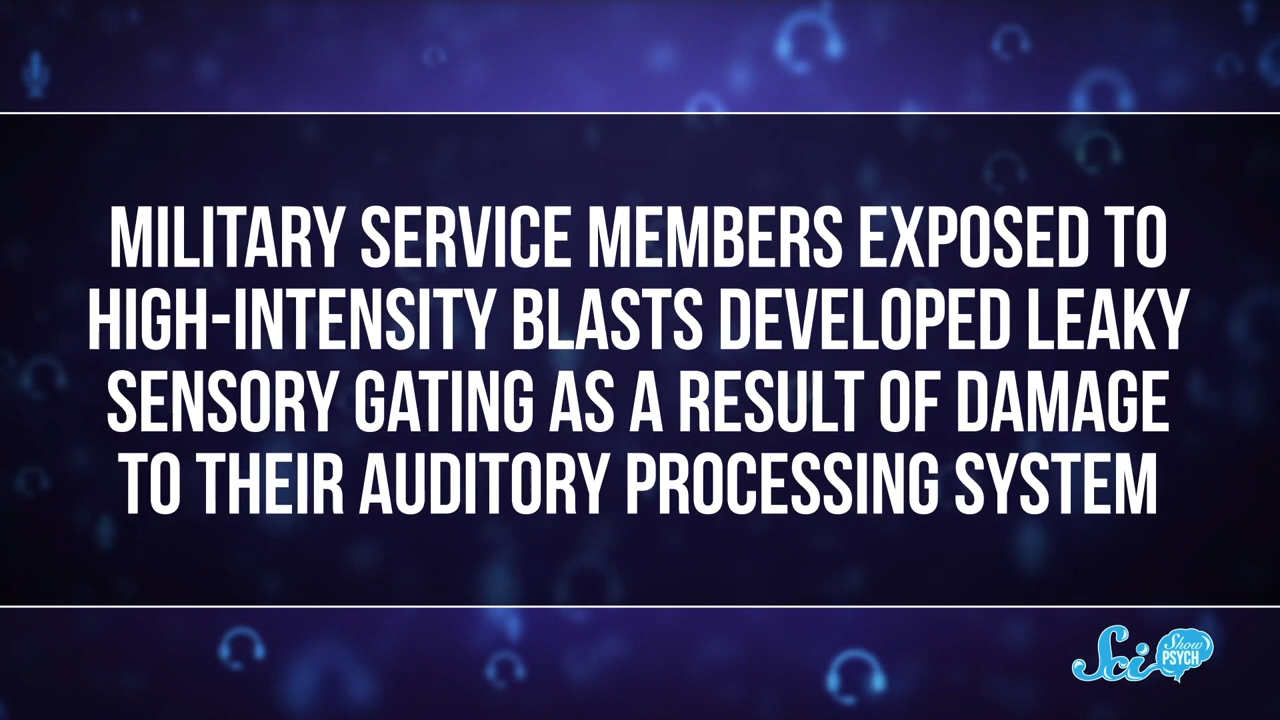 MILITARY SERVICE MEMBERS EXPOSED TO
HIGH-INTENSITY BLASTS DEVELOPED LEAKY
SENSORY GATING AS A RESULT OF DAMAGE
TO THEIR AUDITORY PROCESSING SYSTEM
Sci Show
PSYCH